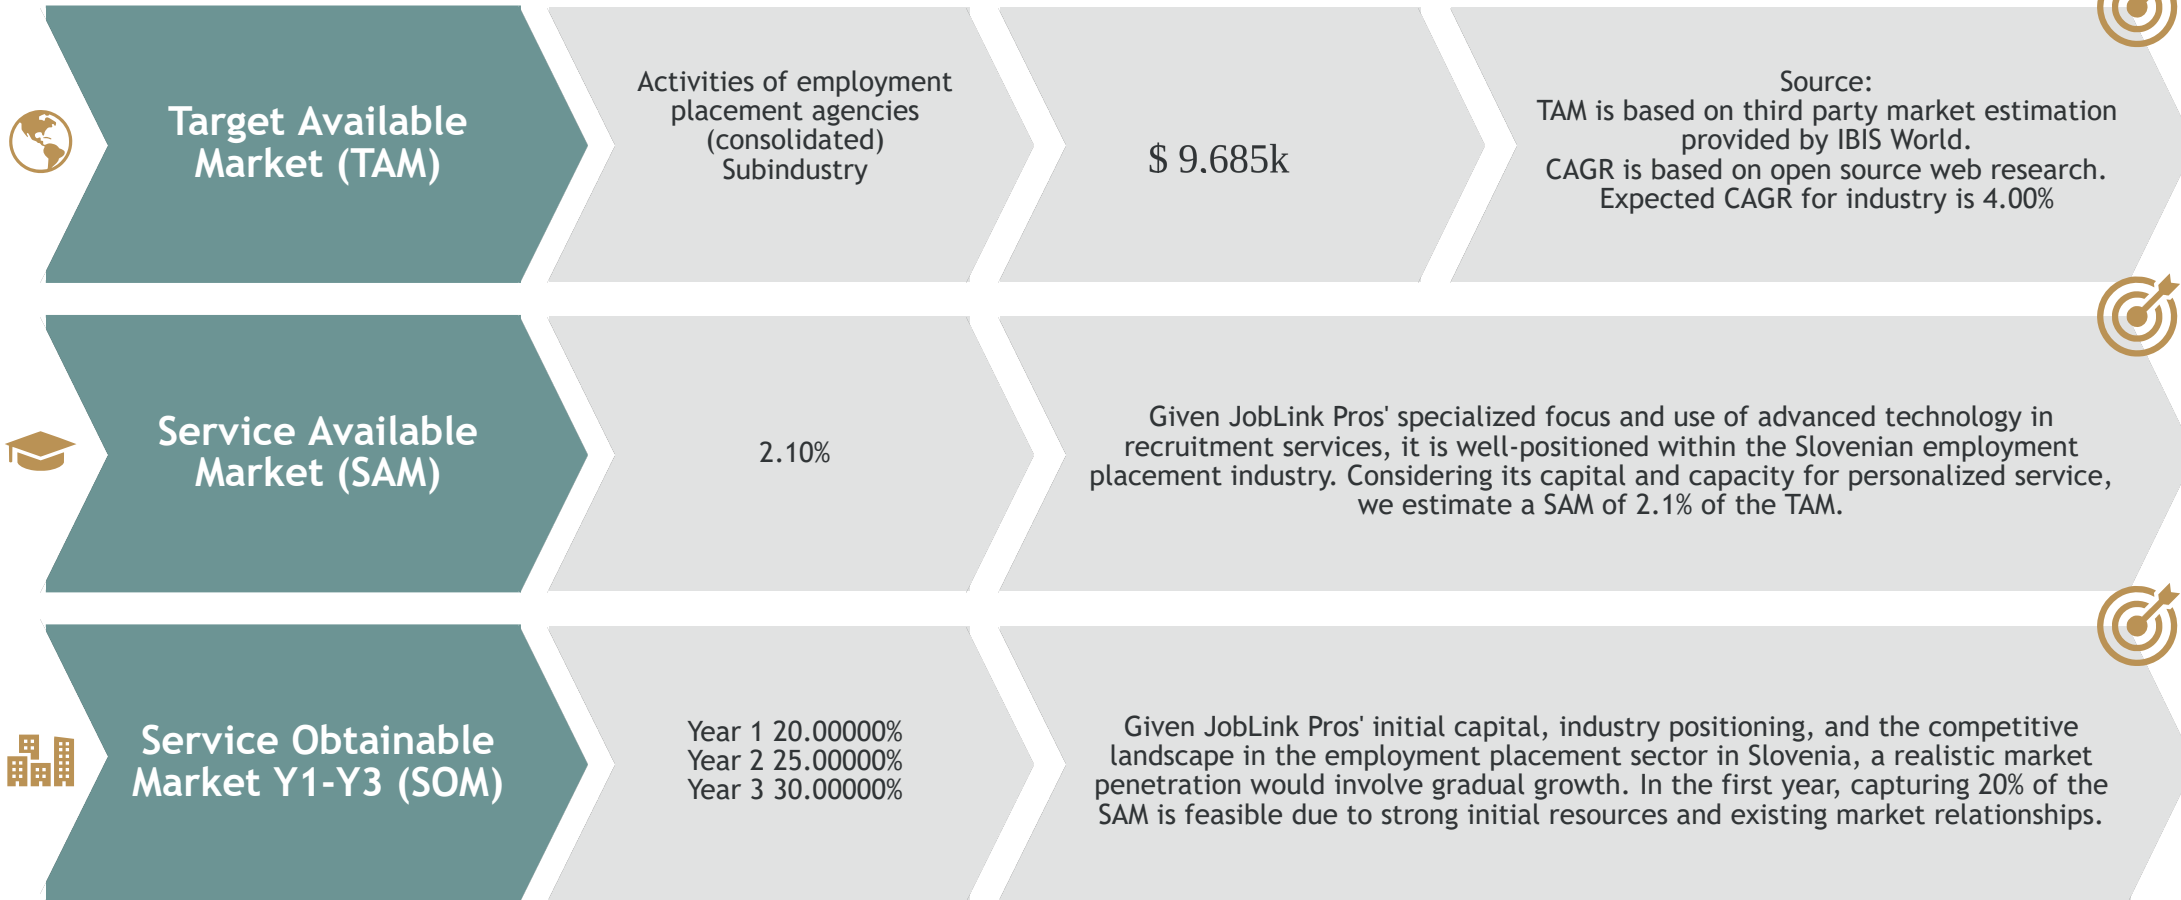 Target Available
Market (TAM)
Activities of employment
placement agencies
(consolidated)
Subindustry
$ 9.685k
Source:
TAM is based on third party market estimation
provided by IBIS World.
CAGR is based on open source web research.
Expected CAGR for industry is 4.00%
Service Available
Market (SAM)
2.10%
Given JobLink Pros' specialized focus and use of advanced technology in
recruitment services, it is well-positioned within the Slovenian employment
placement industry. Considering its capital and capacity for personalized service,
we estimate a SAM of 2.1% of the TAM.
Service Obtainable
Market Y1-Y3 (SOM)
Year 1 20.00000%
Year 2 25.00000%
Year 3 30.00000%
Given JobLink Pros' initial capital, industry positioning, and the competitive
landscape in the employment placement sector in Slovenia, a realistic market
penetration would involve gradual growth. In the first year, capturing 20% of the
SAM is feasible due to strong initial resources and existing market relationships.